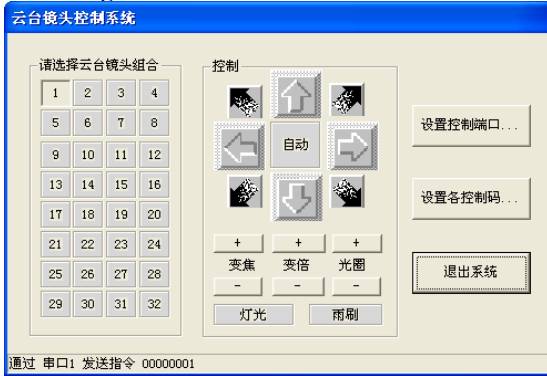 云台镜头控制系统
请选择云台镜头组合
控制
1 2 3 4
5 6 7 8
9 10 11 12
13 14 15 16
17 18 19 20
21 22 23 24
25 26 27 28
29 30 31 32
自动
+ + +
变焦 变倍 光圈
- - -
灯光 雨刷
设置控制端口...
设置各控制码...
退出系统
通过 串口1 发送指令 00000001